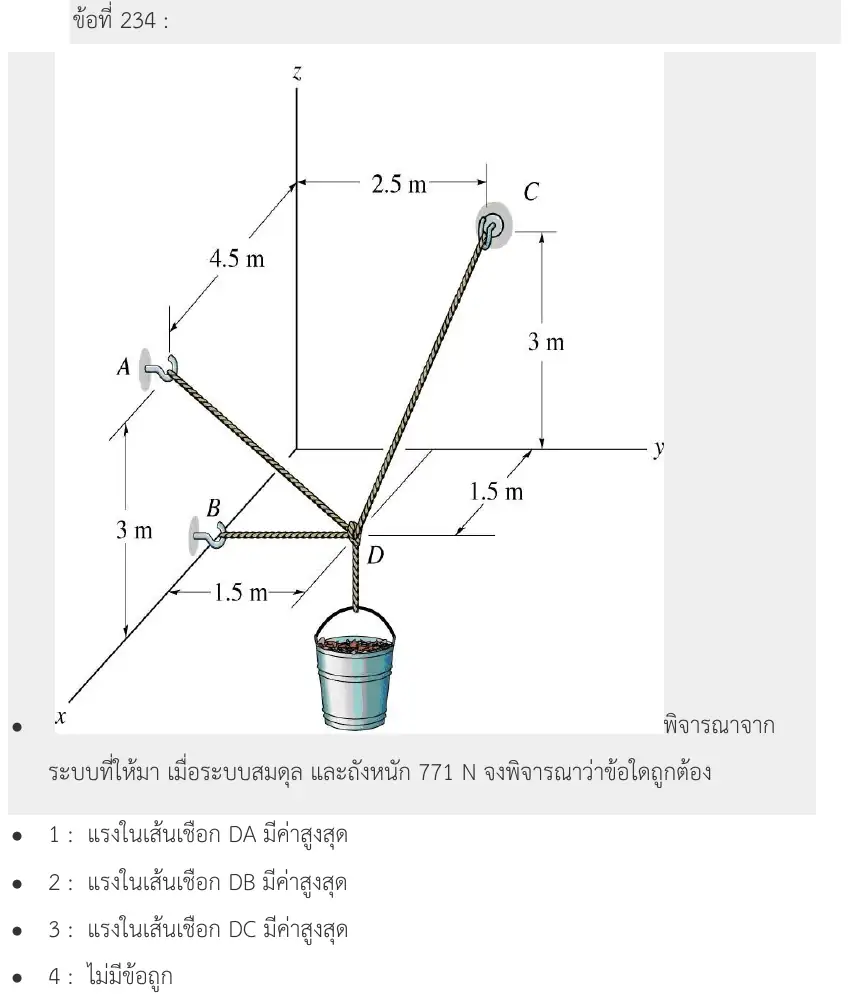 ข้อที่ 234 :
z
2.5 m
C
4.5 m
3 m
A
y
1.5 m
B
3 m
D
1.5 m
x
พิจารณาจาก
ระบบที่ให้มา เมื่อระบบสมดุล และถังหนัก 771 N จงพิจารณาว่าข้อใดถูกต้อง
1 : แรงในเส้นเชือก DA มีค่าสูงสุด
2 : แรงในเส้นเชือก DB มีค่าสูงสุด
3 : แรงในเส้นเชือก DC มีค่าสูงสุด
4 : ไม่มีข้อถูก